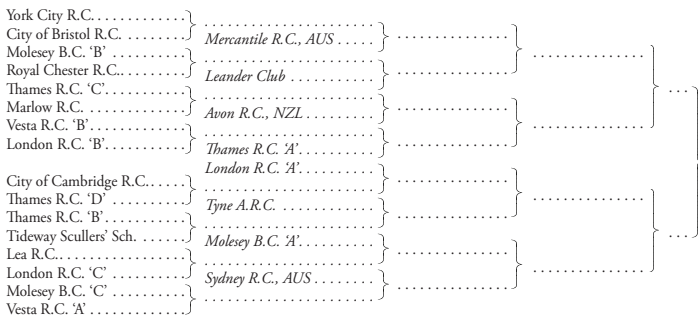 York City R.C.
City of Bristol R.C.
Molesey B.C. ‘B’
Royal Chester R.C.
Thames R.C. ‘C’
Marlow R.C.
Vesta R.C. ‘B’
London R.C. ‘B’
City of Cambridge R.C.
Thames R.C. ‘D’
Thames R.C. ‘B’
Tideway Scullers’ Sch.
Lea R.C.
London R.C. ‘C’
Molesey B.C. ‘C’
Vesta R.C. ‘A’
Mercantile R.C., AUS
Leander Club
Avon R.C., NZL
Thames R.C. ‘A’
London R.C. ‘A’
Tyne A.R.C.
Molesey B.C. ‘A’
Sydney R.C., AUS